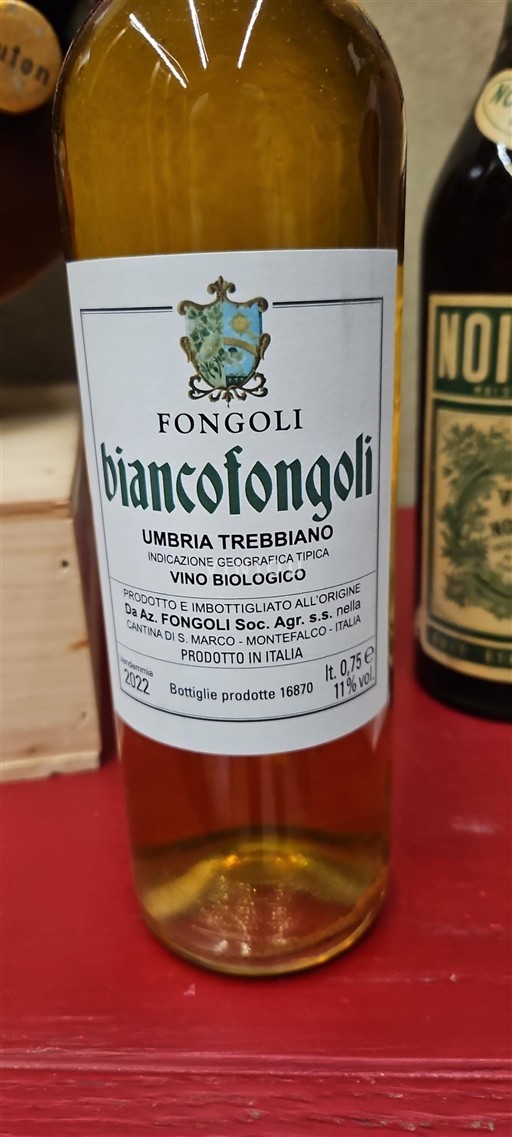 FONGOLI
biancofongoli
UMBRIA TREBBIANO
INDICAZIONE GEOGRAFICA TIPICA
VINO BIOLOGICO
PRODOTTO E IMBOTTIGLIATO ALL'ORIGINE
Da Az. FONGOLI Soc. Agr. s.s. nella
CANTINA DI S. MARCO - MONTEFALCO - ITALIA
PRODOTTO IN ITALIA
Vendemmia
2022
Bottiglie prodotte 16870
lt. 0,75 e
11% vol.
NOI